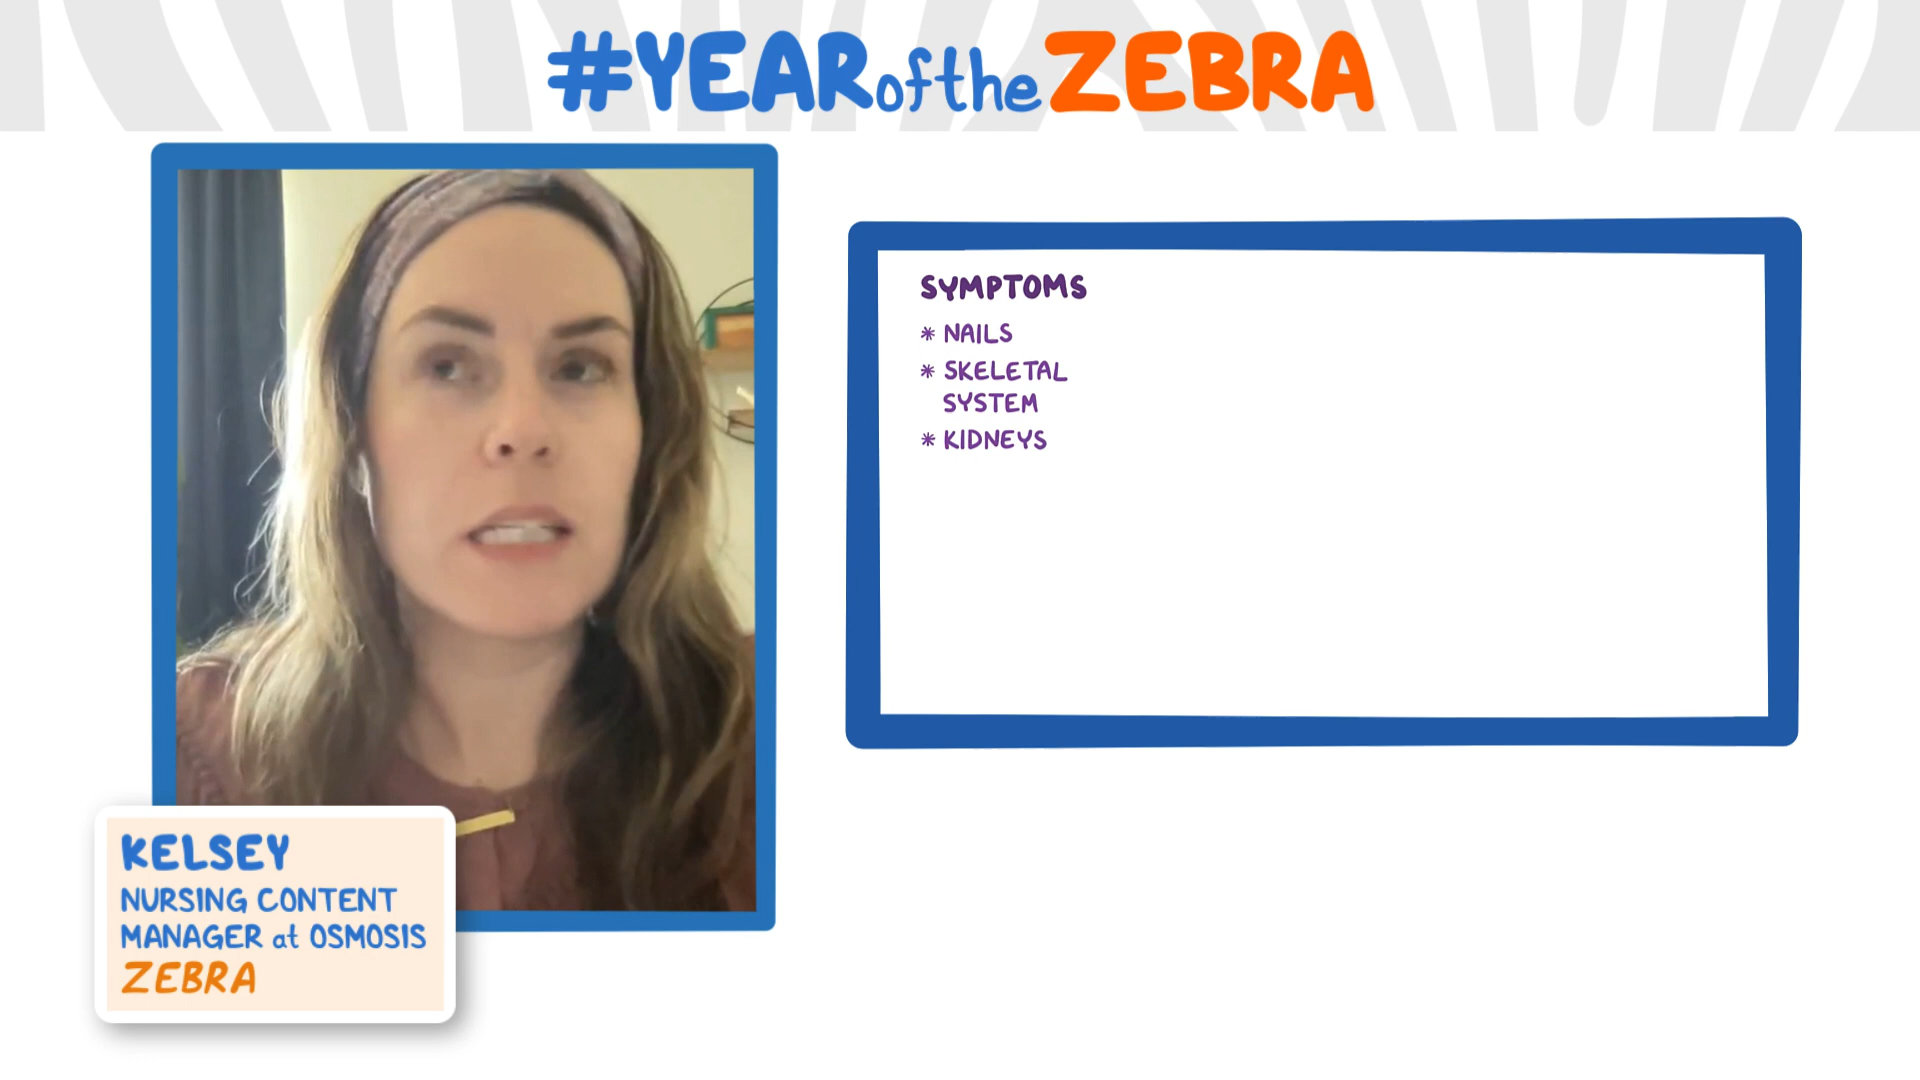 #YEARoftheZEBRA
SYMPTOMS
* NAILS
* SKELETAL
SYSTEM
* KIDNEYS
KELSEY
NURSING CONTENT
MANAGER at OSMOSIS
ZEBRA